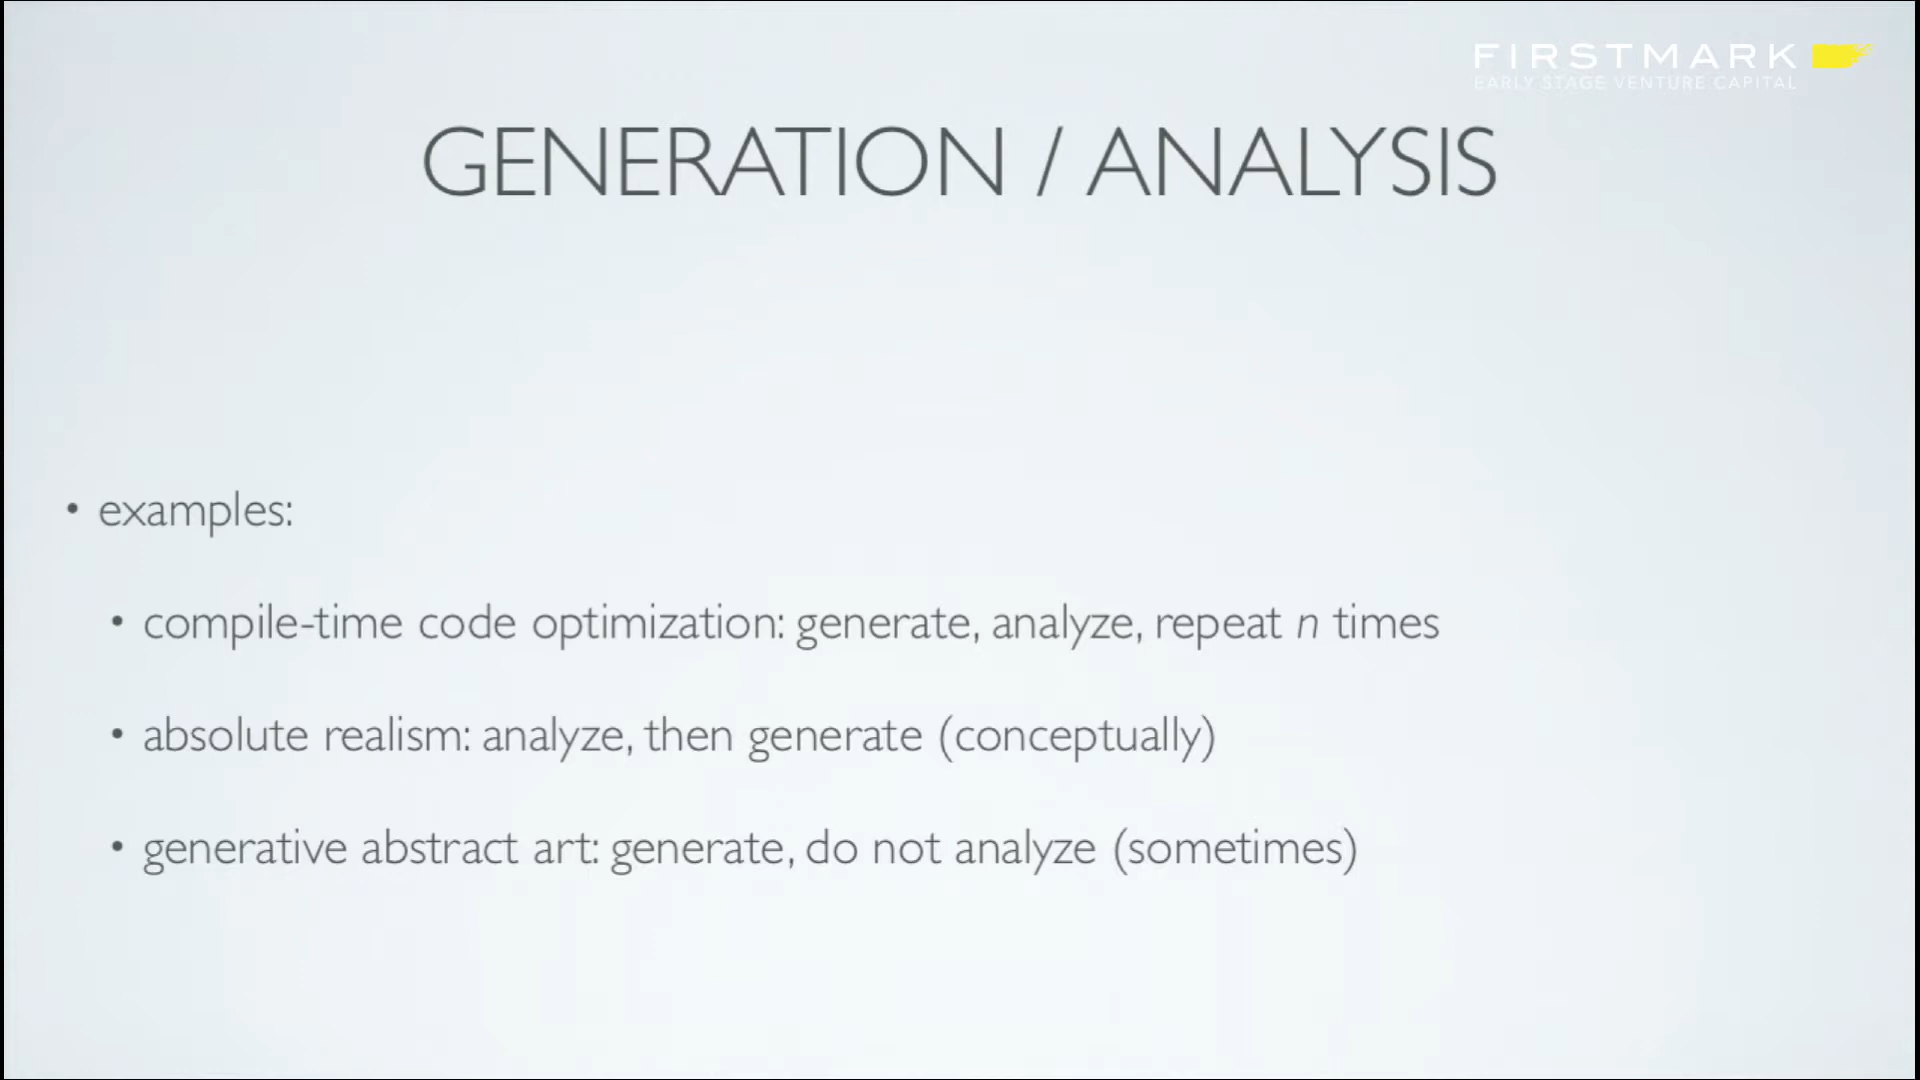 FIRSTMARK
EARLY STAGE VENTURE CAPITAL
GENERATION / ANALYSIS
• examples:
• compile-time code optimization: generate, analyze, repeat n times
• absolute realism: analyze, then generate (conceptually)
• generative abstract art: generate, do not analyze (sometimes)